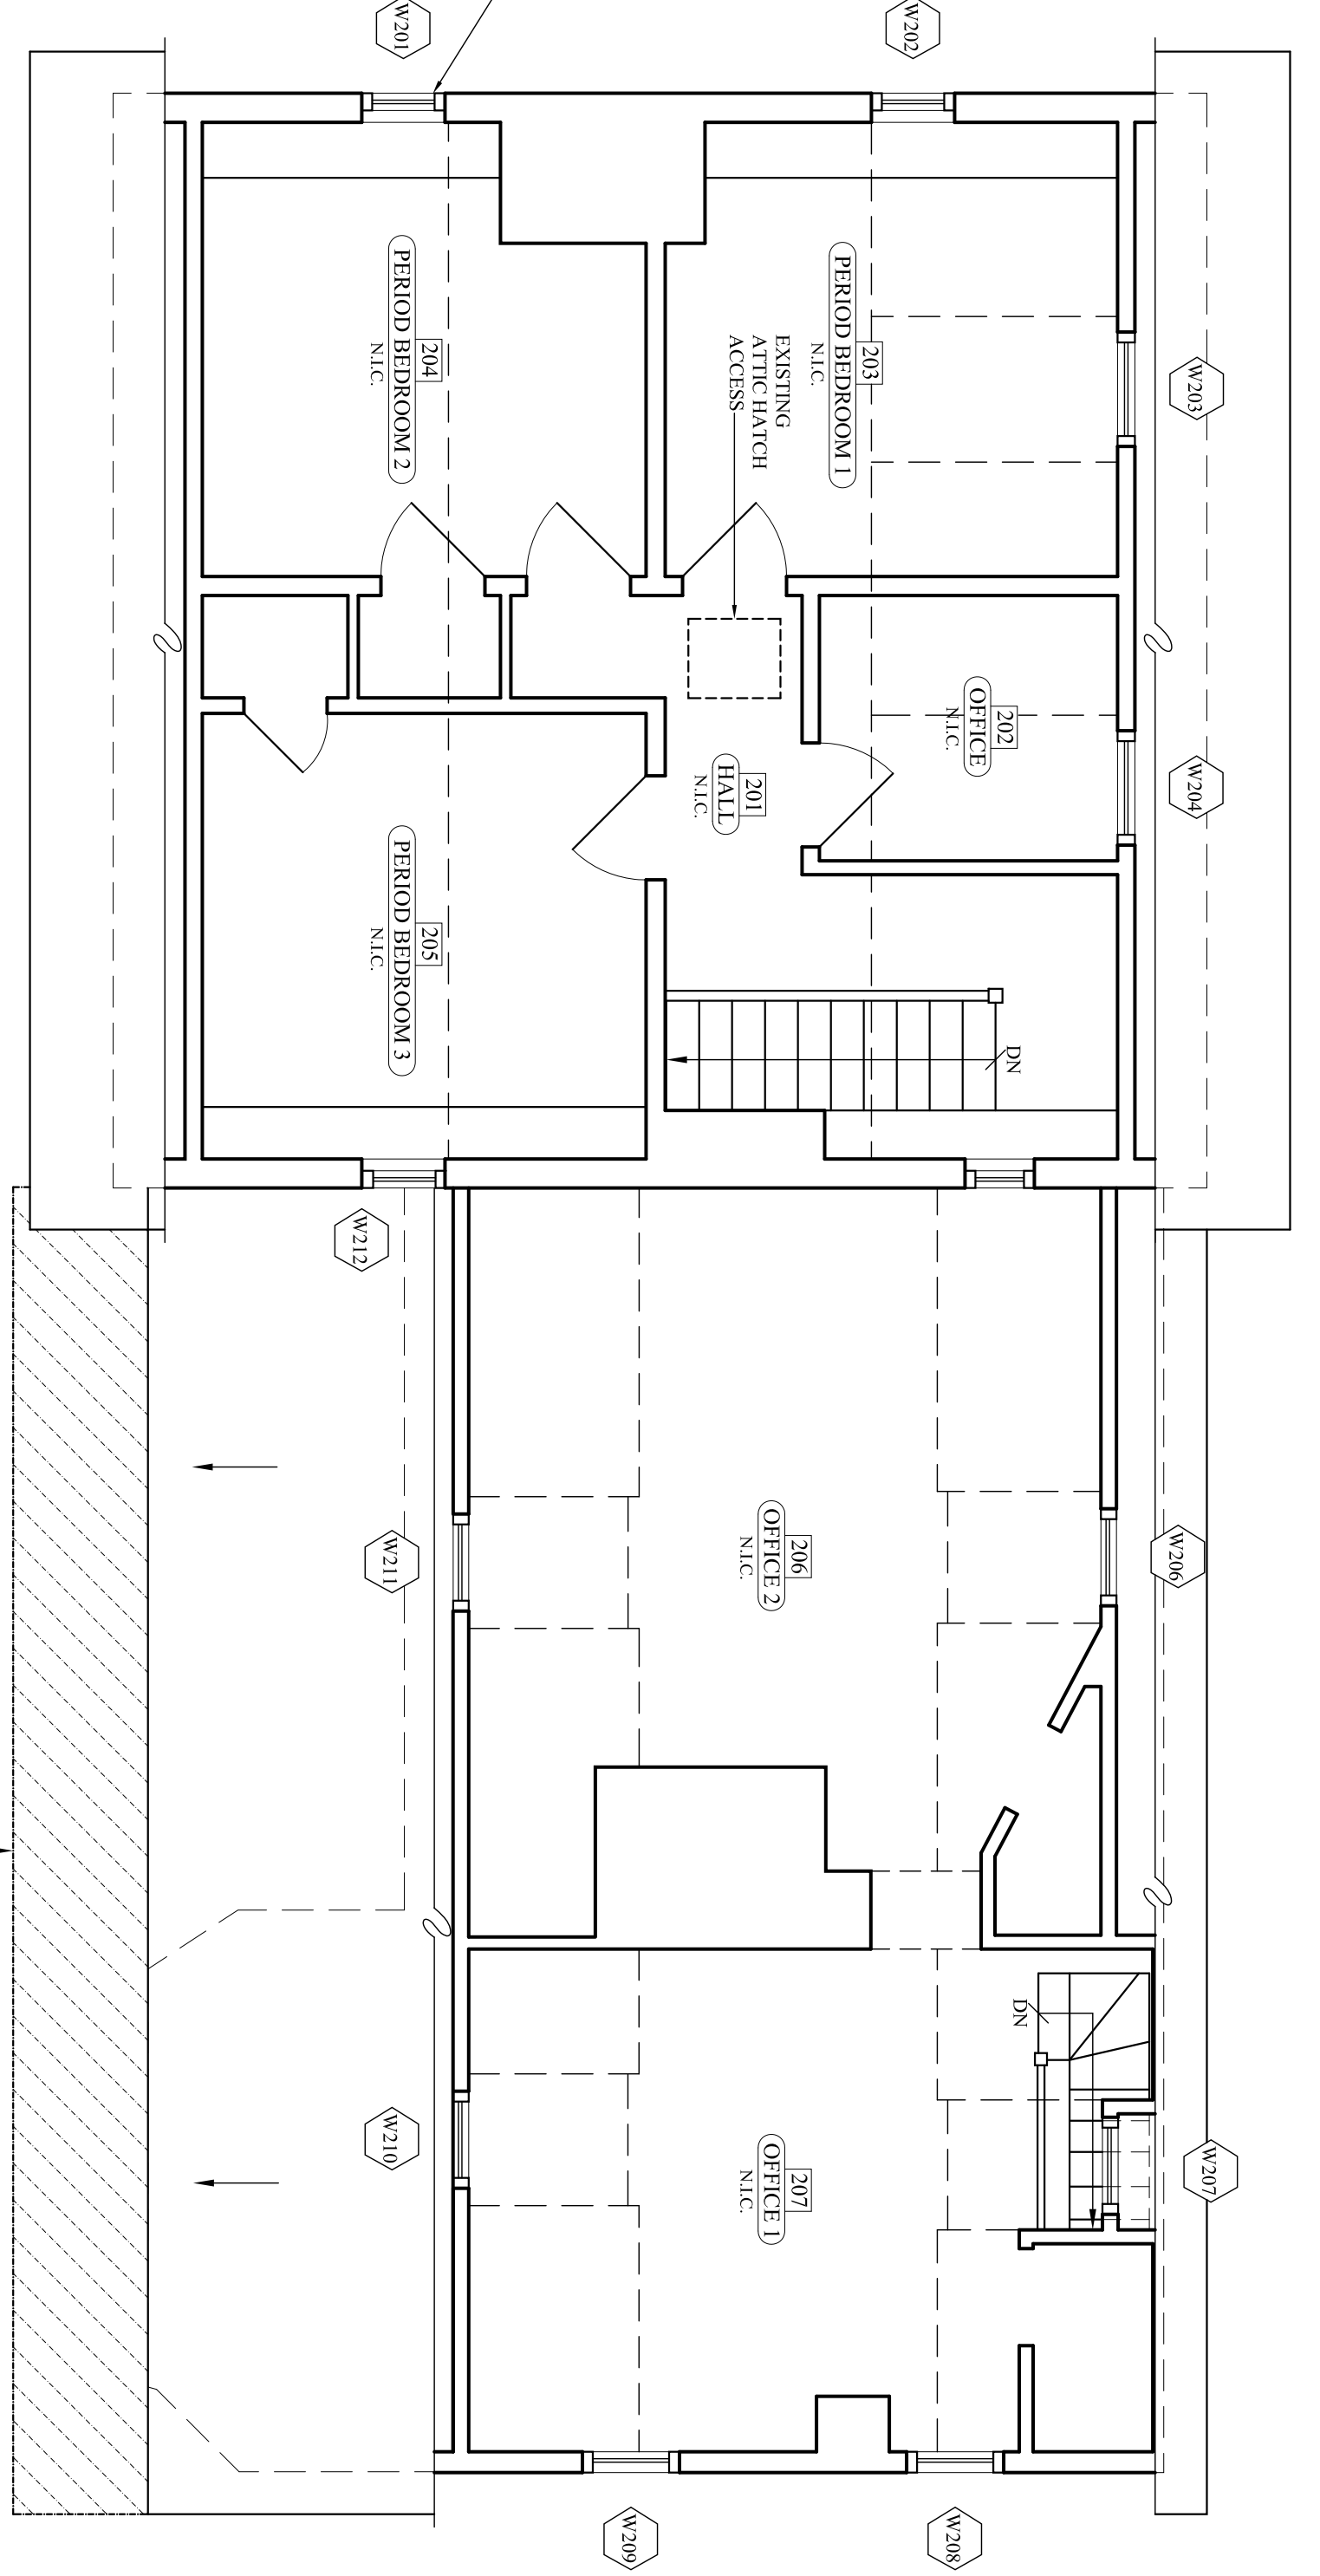 W201
W202
W203
W204
203
PERIOD BEDROOM 1
N.I.C.
204
PERIOD BEDROOM 2
N.I.C.
EXISTING
ATTIC HATCH
ACCESS
202
OFFICE
N.I.C.
201
HALL
N.I.C.
205
PERIOD BEDROOM 3
N.I.C.
DN
W212
W206
W211
206
OFFICE 2
N.I.C.
DN
W207
W210
207
OFFICE 1
N.I.C.
W208
W209